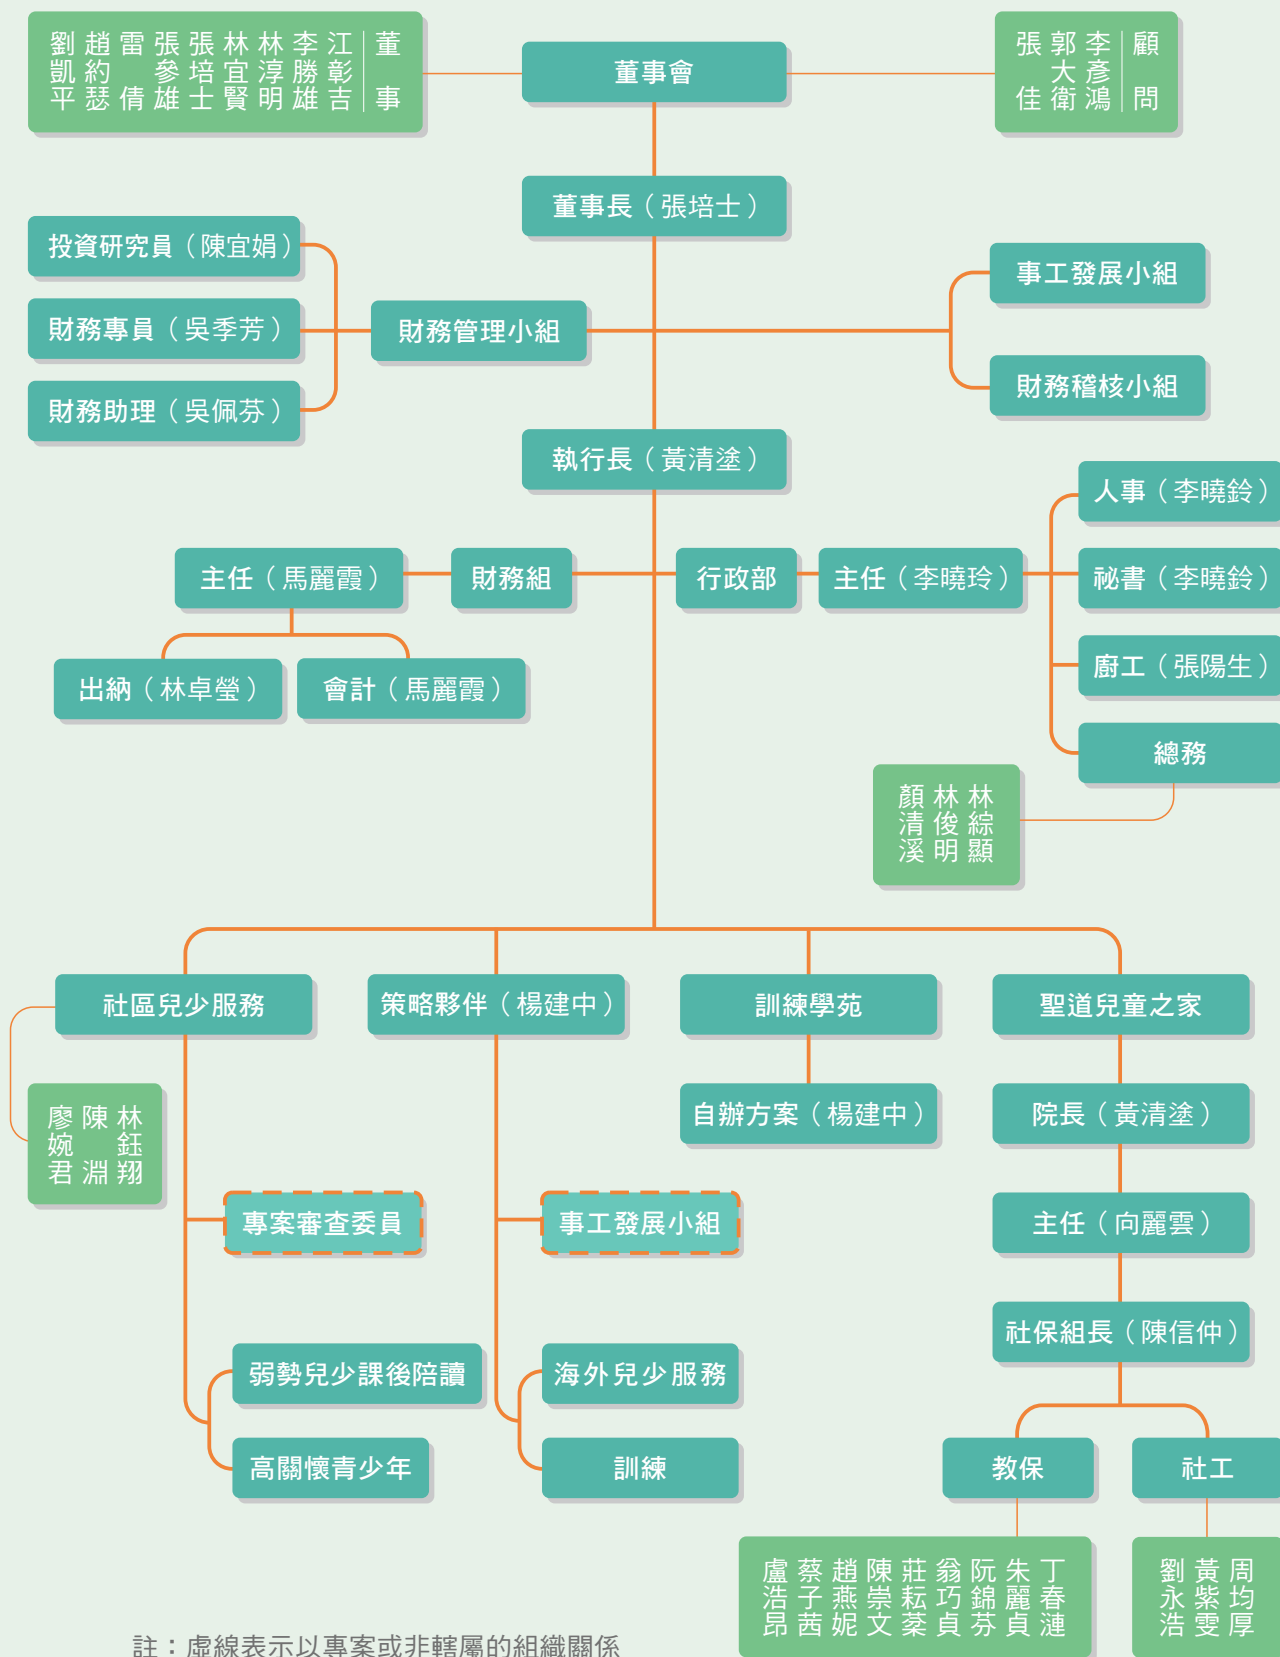 董事
江彰吉
李勝雄
林淳明
林宜賢
張培士
張參雄
雷倩
趙約瑟
劉凱平
董事會
顧問
李彥鴻
郭大衛
張佳
董事長（張培士）
投資研究員（陳宜娟）
財務專員（吳季芳）
財務助理（吳佩芬）
財務管理小組
事工發展小組
財務稽核小組
執行長（黃清塗）
主任（馬麗霞）
財務組
行政部
主任（李曉玲）
人事（李曉鈴）
祕書（李曉鈴）
廚工（張陽生）
總務
出納（林卓瑩）
會計（馬麗霞）
林綜顯
林俊明
顏清溪
社區兒少服務
策略夥伴（楊建中）
訓練學苑
聖道兒童之家
林鈺翔
陳淵
廖婉君
自辦方案（楊建中）
院長（黃清塗）
專案審查委員
事工發展小組
主任（向麗雲）
社保組長（陳信仲）
弱勢兒少課後陪讀
海外兒少服務
高關懷青少年
訓練
教保
社工
丁春漣
朱麗貞
阮錦芬
翁巧貞
莊耘棻
陳崇文
趙燕妮
蔡子茜
盧浩昂
周均厚
黃紫雯
劉永浩
註：虛線表示以專案或非轄屬的組織關係